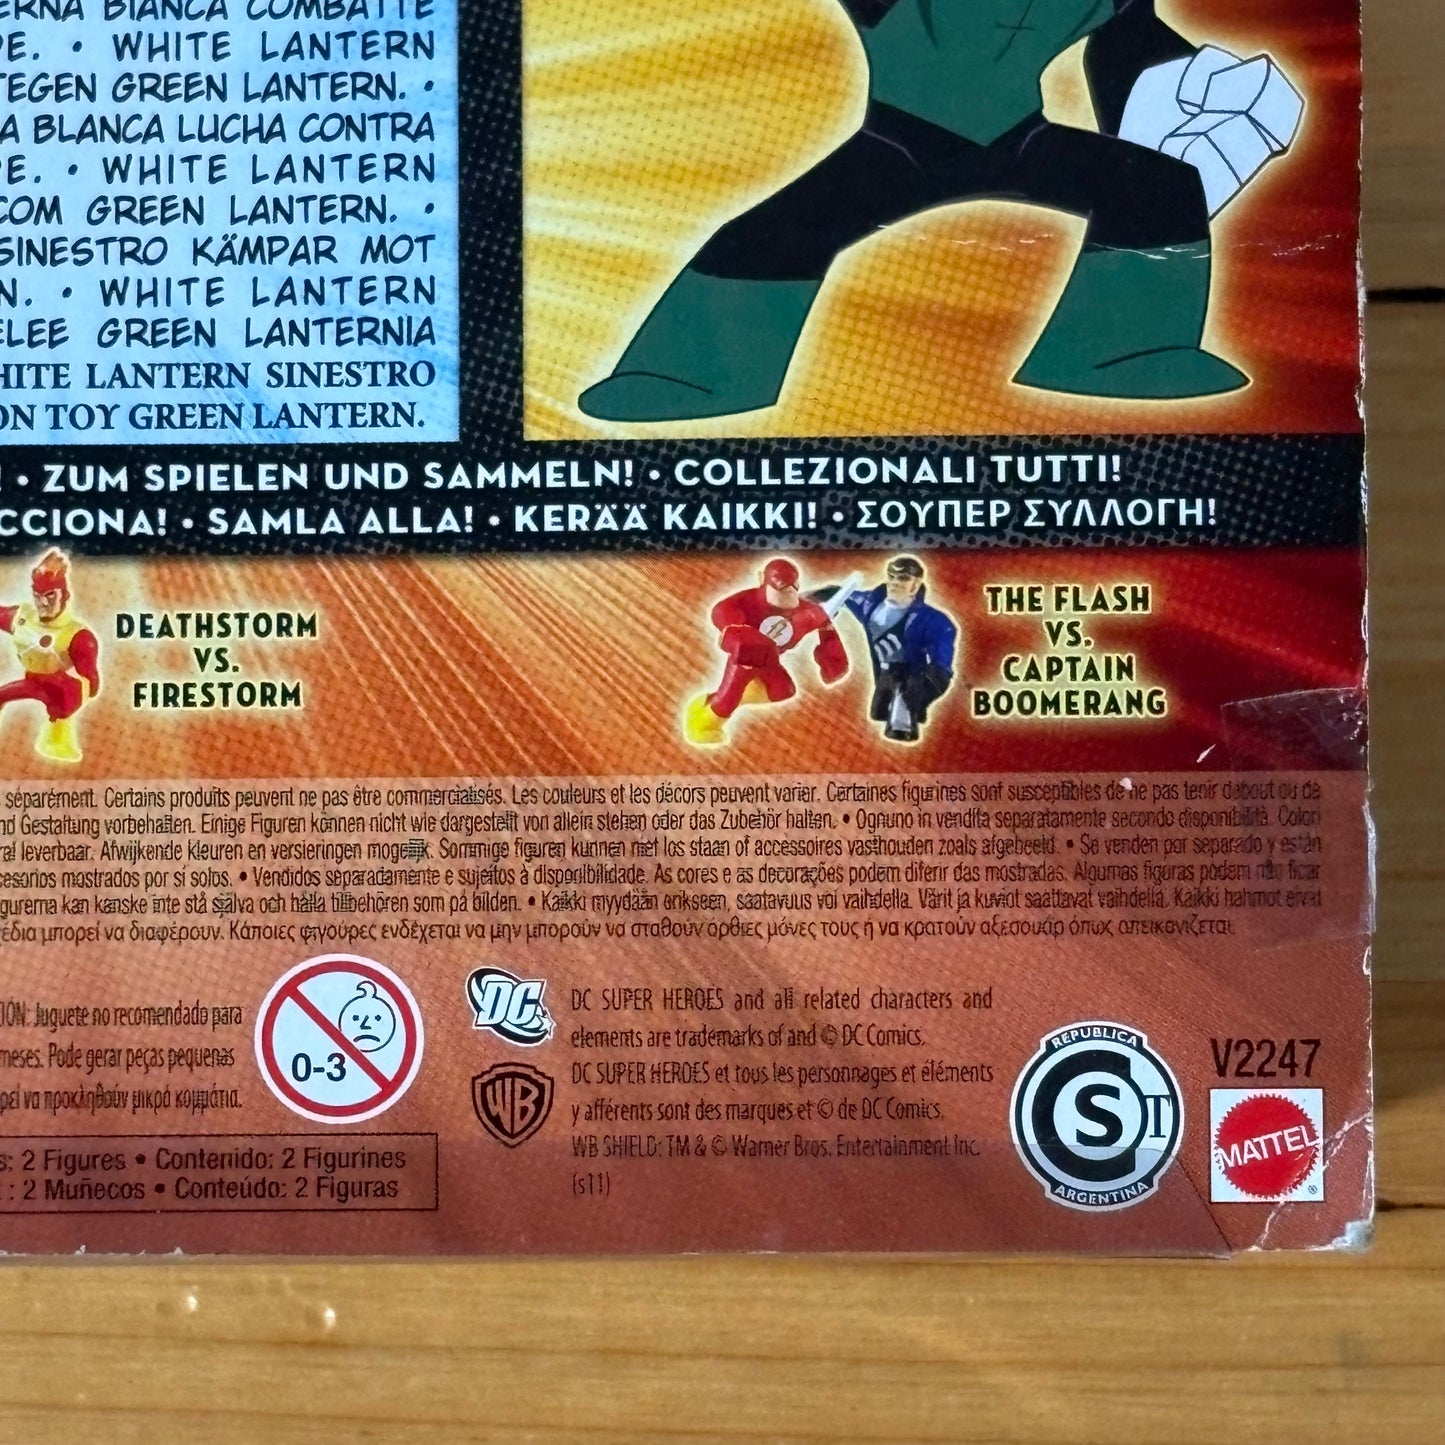 ERNA BIANCA COMBATTE
PE. • WHITE LANTERN
TEGEN GREEN LANTERN. •
A BLANCA LUCHA CONTRA
PE. • WHITE LANTERN
COM GREEN LANTERN. •
SINESTRO KÄMPAR MOT
N. • WHITE LANTERN
ELEE GREEN LANTERNIA
HITE LANTERN SINESTRO
ΟΝ ΤΟΥ GREEN LANTERN.
! • ZUM SPIELEN UND SAMMELN! • COLLEZIONALI TUTTI!
CCIONA! • SAMLA ALLA! • KERÄÄ KAIKKI! • ΣΟΥΠΕΡ ΣΥΛΛΟΓΗ!
DEATHSTORM
VS.
FIRESTORM
THE FLASH
VS.
CAPTAIN
BOOMERANG
séparément. Certains produits peuvent ne pas être commercialisés. Les couleurs et les décors peuvent varier. Certaines figurines sont susceptibles de ne pas tenir debout ou de
nd Gestaltung vorbehalten. Einige Figuren können nicht wie dargestellt von allein stehen oder das Zubehör halten. • Ognuno in vendita separatamente secondo disponibilità. Colori
ral leverbaar. Afwijkende kleuren en versieringen mogelijk. Sommige figuren kunnen niet los staan of accessoires vasthouden zoals afgebeeld. • Se venden por separado y están
cesorios mostrados por sí solos. • Vendidos separadamente e sujeitos à disponibilidade. As cores e as decorações podem diferir das mostradas. Algumas figuras podem não ficar
gurerna kan kanske inte stå själva och hålla tillbehören som på bilden. • Kaikki myydään erikseen, saatavuus voi vaihdella. Värit ja kuviot saattavat vaihdella. Kaikki hahmot eivät
έδια μπορεί να διαφέρουν. Κάποιες φιγούρες ενδέχεται να μην μπορούν να σταθούν όρθιες μόνες τους ή να κρατούν αξεσουάρ όπως απεικονίζεται.
IÓN: Juguete no recomendado para
meses. Pode gerar peças pequenas
ρεί να προκληθούν μικρά κομμάτια.
0-3
s: 2 Figures • Contenido: 2 Figurines
: 2 Muñecos • Conteúdo: 2 Figuras
DC
WB
DC SUPER HEROES and all related characters and
elements are trademarks of and © DC Comics.
DC SUPER HEROES et tous les personnages et éléments
y afférents sont des marques et © de DC Comics.
WB SHIELD: TM & © Warner Bros. Entertainment Inc.
(s11)
REPUBLICA
CST
ARGENTINA
V2247
MATTEL
®